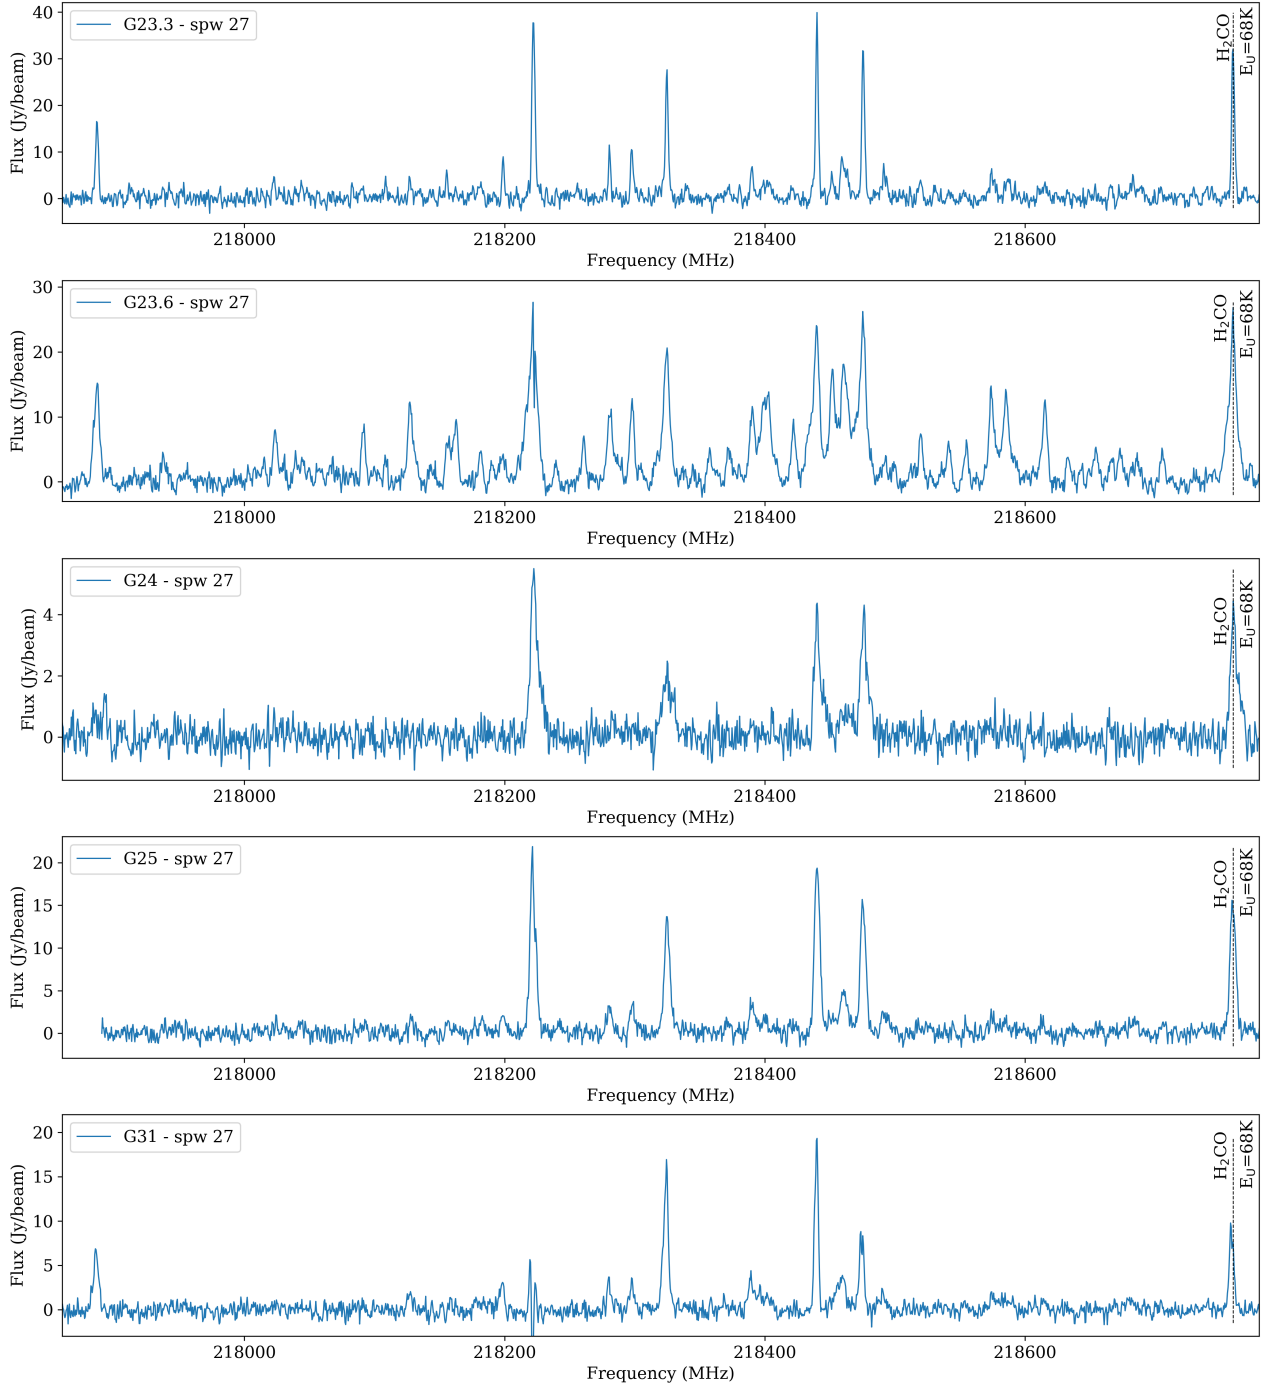 G23.3 - spw 27
H₂CO
Eᵤ=68K
40
30
20
10
0
Flux (Jy/beam)
218000
218200
218400
218600
Frequency (MHz)
G23.6 - spw 27
H₂CO
Eᵤ=68K
30
20
10
0
Flux (Jy/beam)
218000
218200
218400
218600
Frequency (MHz)
G24 - spw 27
H₂CO
Eᵤ=68K
4
2
0
Flux (Jy/beam)
218000
218200
218400
218600
Frequency (MHz)
G25 - spw 27
H₂CO
Eᵤ=68K
20
15
10
5
0
Flux (Jy/beam)
218000
218200
218400
218600
Frequency (MHz)
G31 - spw 27
H₂CO
Eᵤ=68K
20
15
10
5
0
Flux (Jy/beam)
218000
218200
218400
218600
Frequency (MHz)